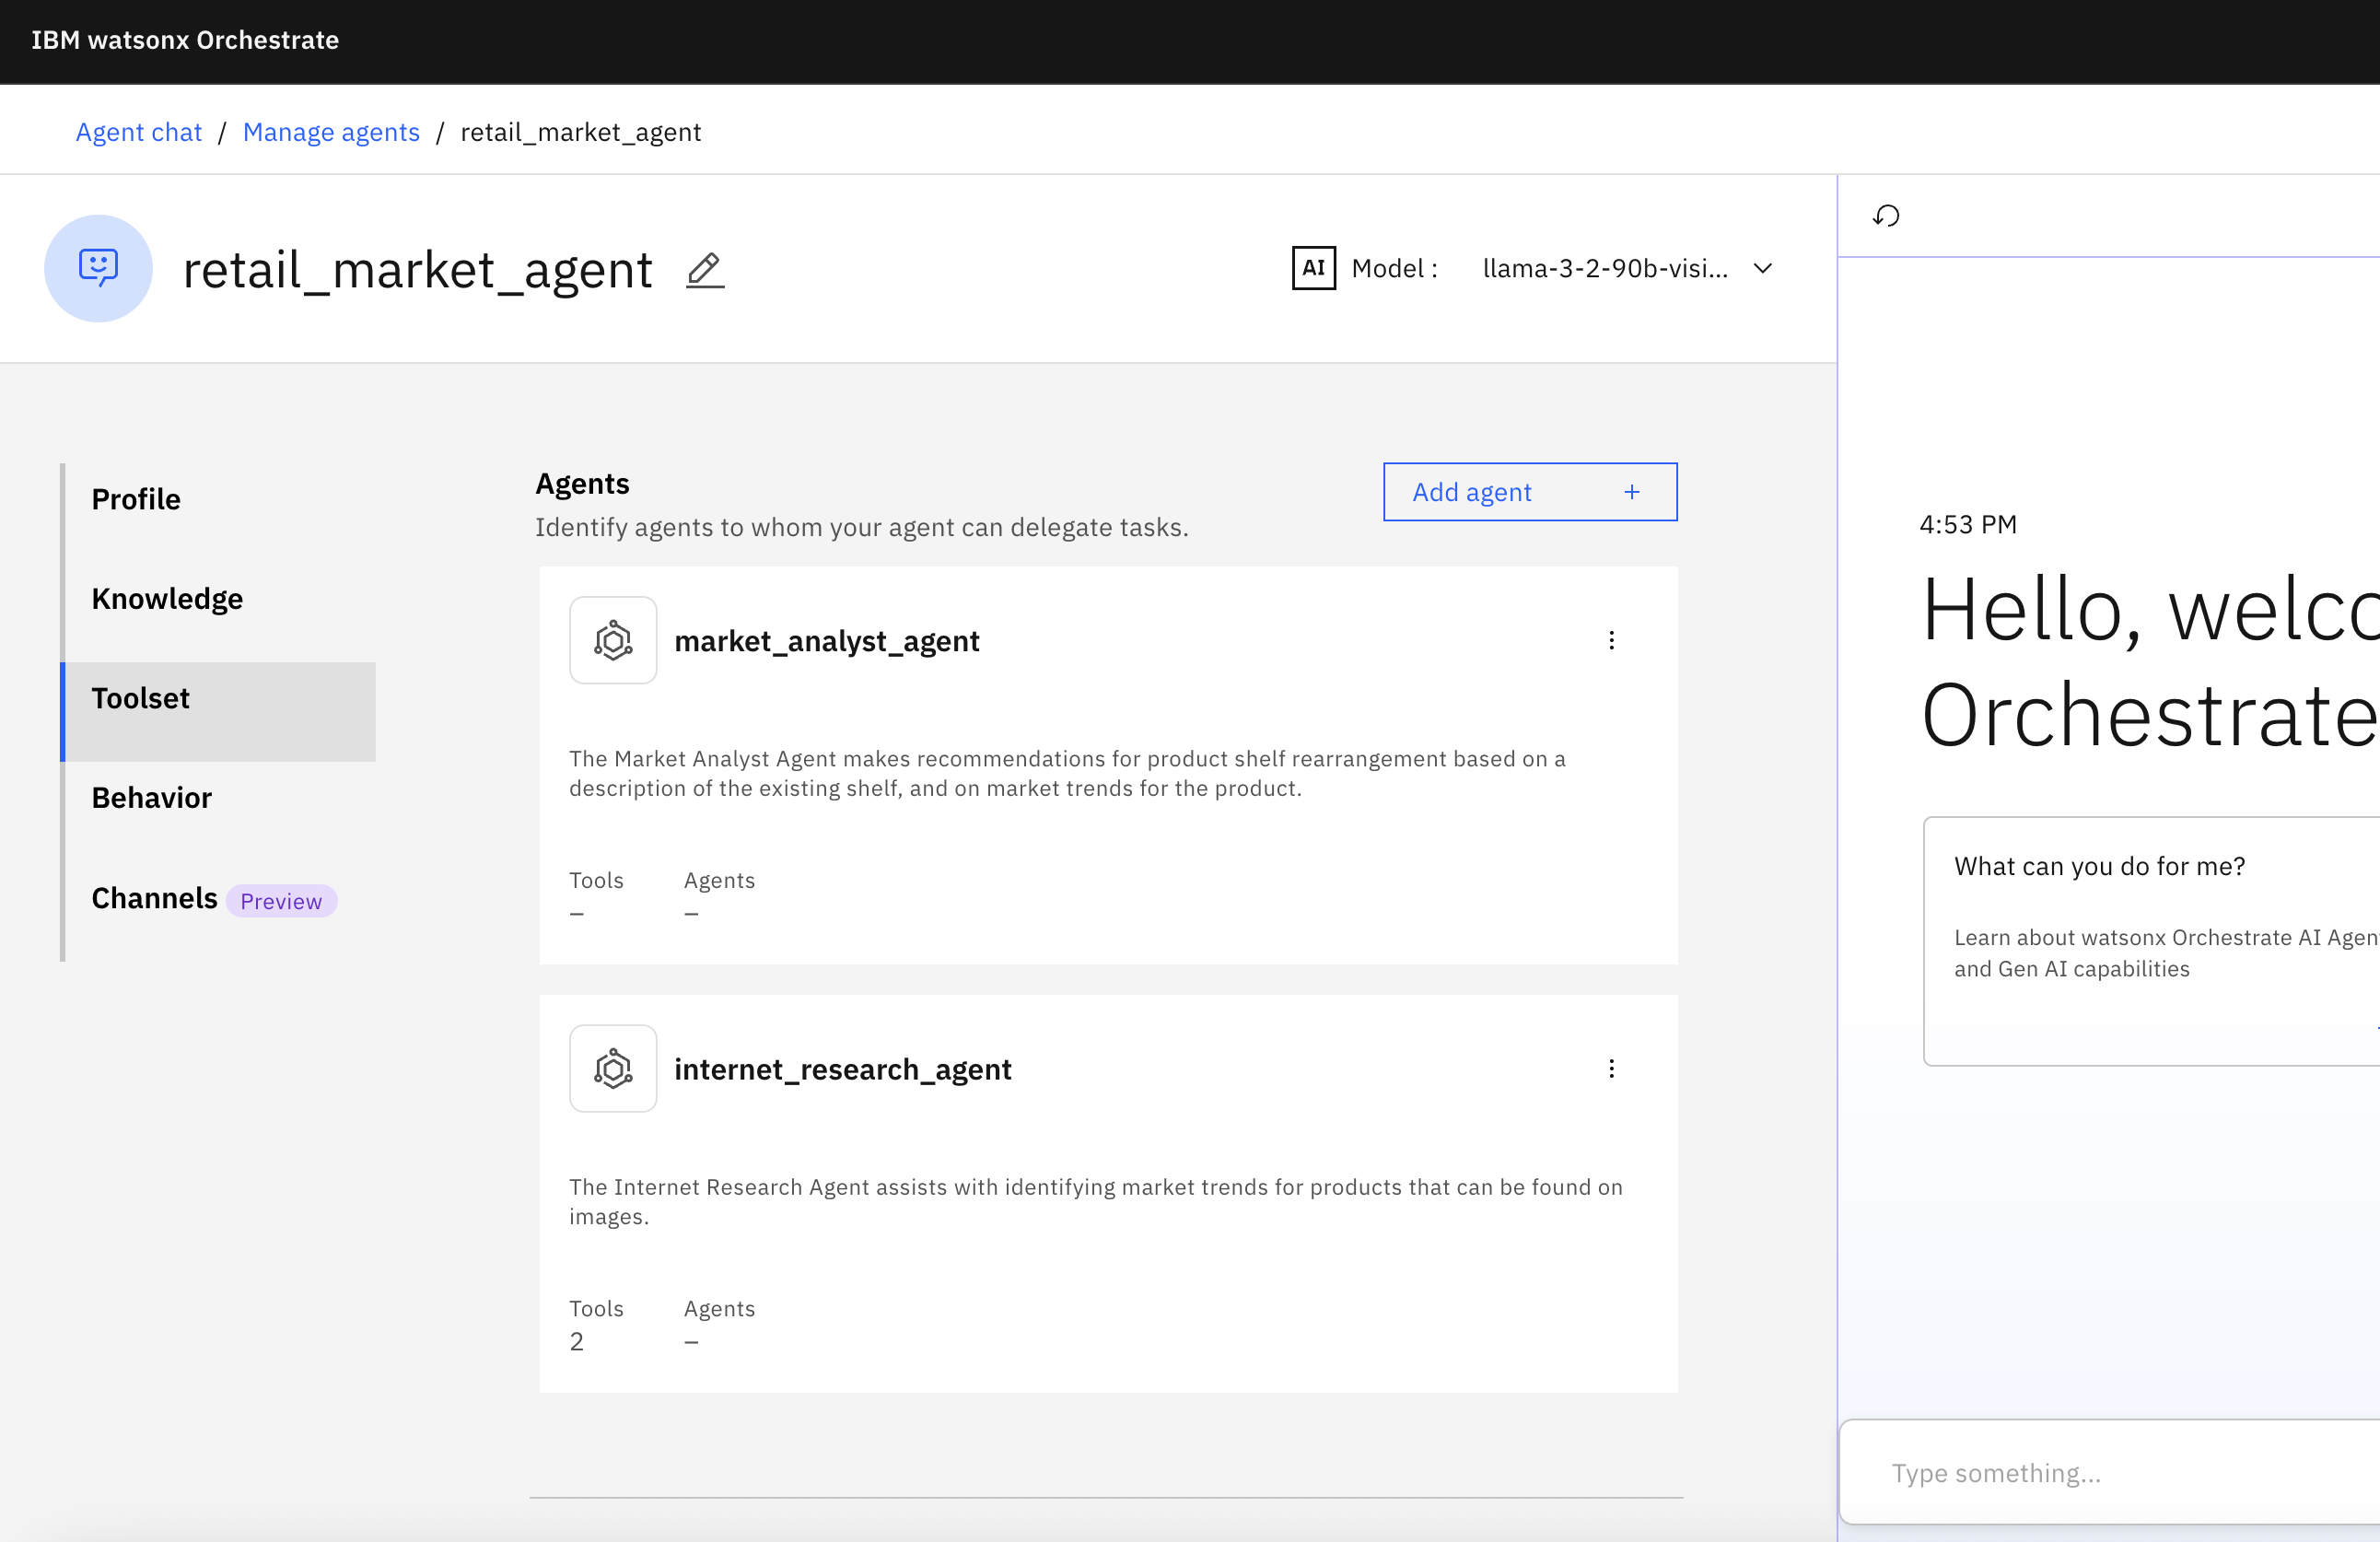 IBM watsonx Orchestrate
Agent chat / Manage agents / retail_market_agent
retail_market_agent
AI Model : llama-3-2-90b-visi...
Profile
Knowledge
Toolset
Behavior
Channels Preview
Agents
Identify agents to whom your agent can delegate tasks.
Add agent +
market_analyst_agent
The Market Analyst Agent makes recommendations for product shelf rearrangement based on a
description of the existing shelf, and on market trends for the product.
Tools Agents
– –
internet_research_agent
The Internet Research Agent assists with identifying market trends for products that can be found on
images.
Tools Agents
2 –
4:53 PM
Hello, welco
Orchestrate
What can you do for me?
Learn about watsonx Orchestrate AI Agen
and Gen AI capabilities
Type something...